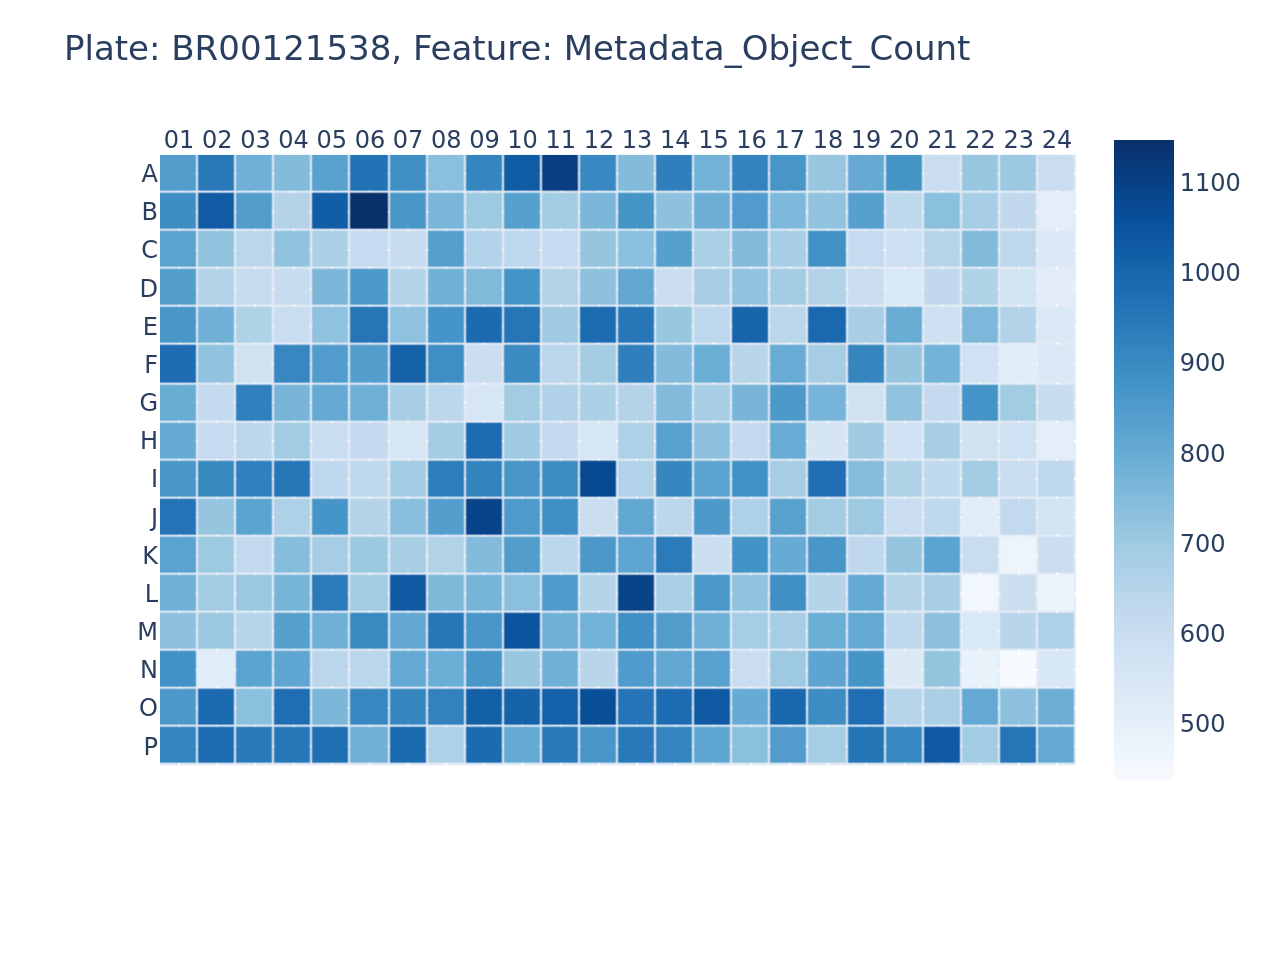 Plate: BR00121538, Feature: Metadata_Object_Count
01 02 03 04 05 06 07 08 09 10 11 12 13 14 15 16 17 18 19 20 21 22 23 24
A
B
C
D
E
F
G
H
I
J
K
L
M
N
O
P
1100
1000
900
800
700
600
500